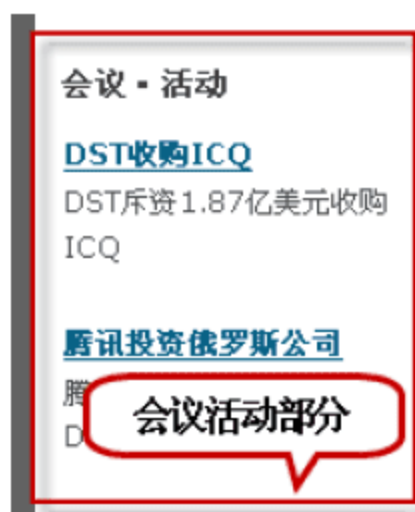 会议 ▪ 活动
DST收购ICQ
DST斥资1.87亿美元收购
ICQ
腾讯投资俄罗斯公司
腾
D
会议活动部分